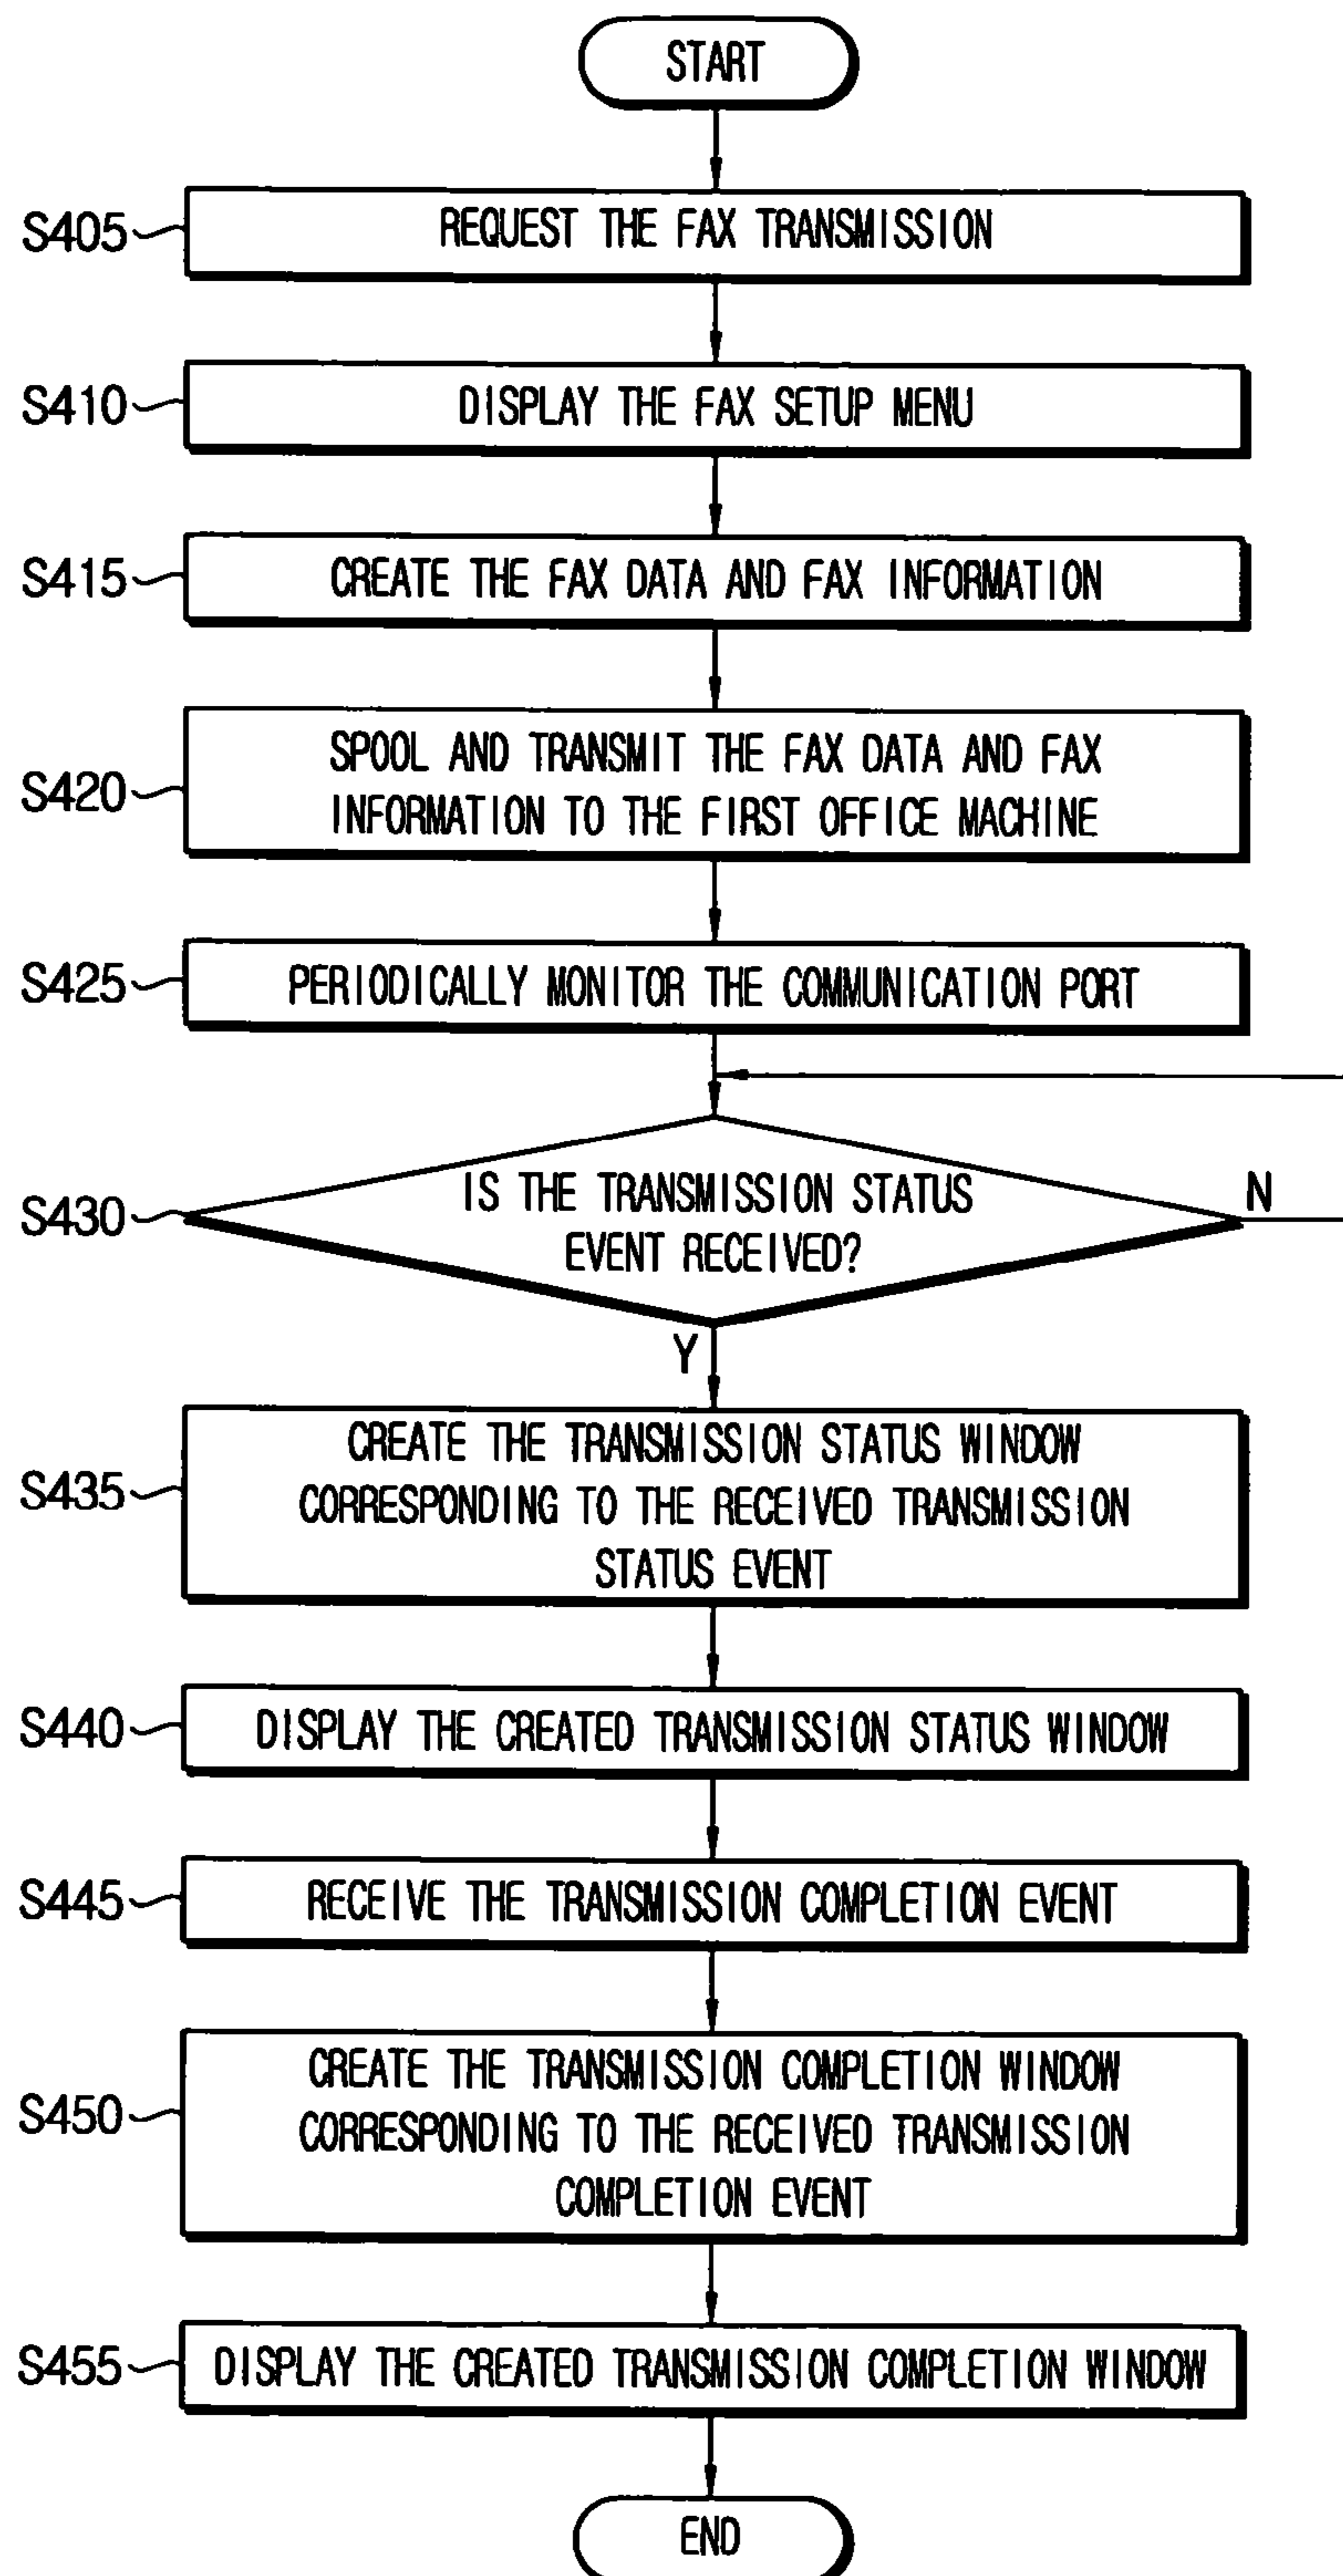 START
S405
REQUEST THE FAX TRANSMISSION
S410
DISPLAY THE FAX SETUP MENU
S415
CREATE THE FAX DATA AND FAX INFORMATION
S420
SPOOL AND TRANSMIT THE FAX DATA AND FAX
INFORMATION TO THE FIRST OFFICE MACHINE
S425
PERIODICALLY MONITOR THE COMMUNICATION PORT
S430
IS THE TRANSMISSION STATUS
EVENT RECEIVED?
N
Y
S435
CREATE THE TRANSMISSION STATUS WINDOW
CORRESPONDING TO THE RECEIVED TRANSMISSION
STATUS EVENT
S440
DISPLAY THE CREATED TRANSMISSION STATUS WINDOW
S445
RECEIVE THE TRANSMISSION COMPLETION EVENT
S450
CREATE THE TRANSMISSION COMPLETION WINDOW
CORRESPONDING TO THE RECEIVED TRANSMISSION
COMPLETION EVENT
S455
DISPLAY THE CREATED TRANSMISSION COMPLETION WINDOW
END